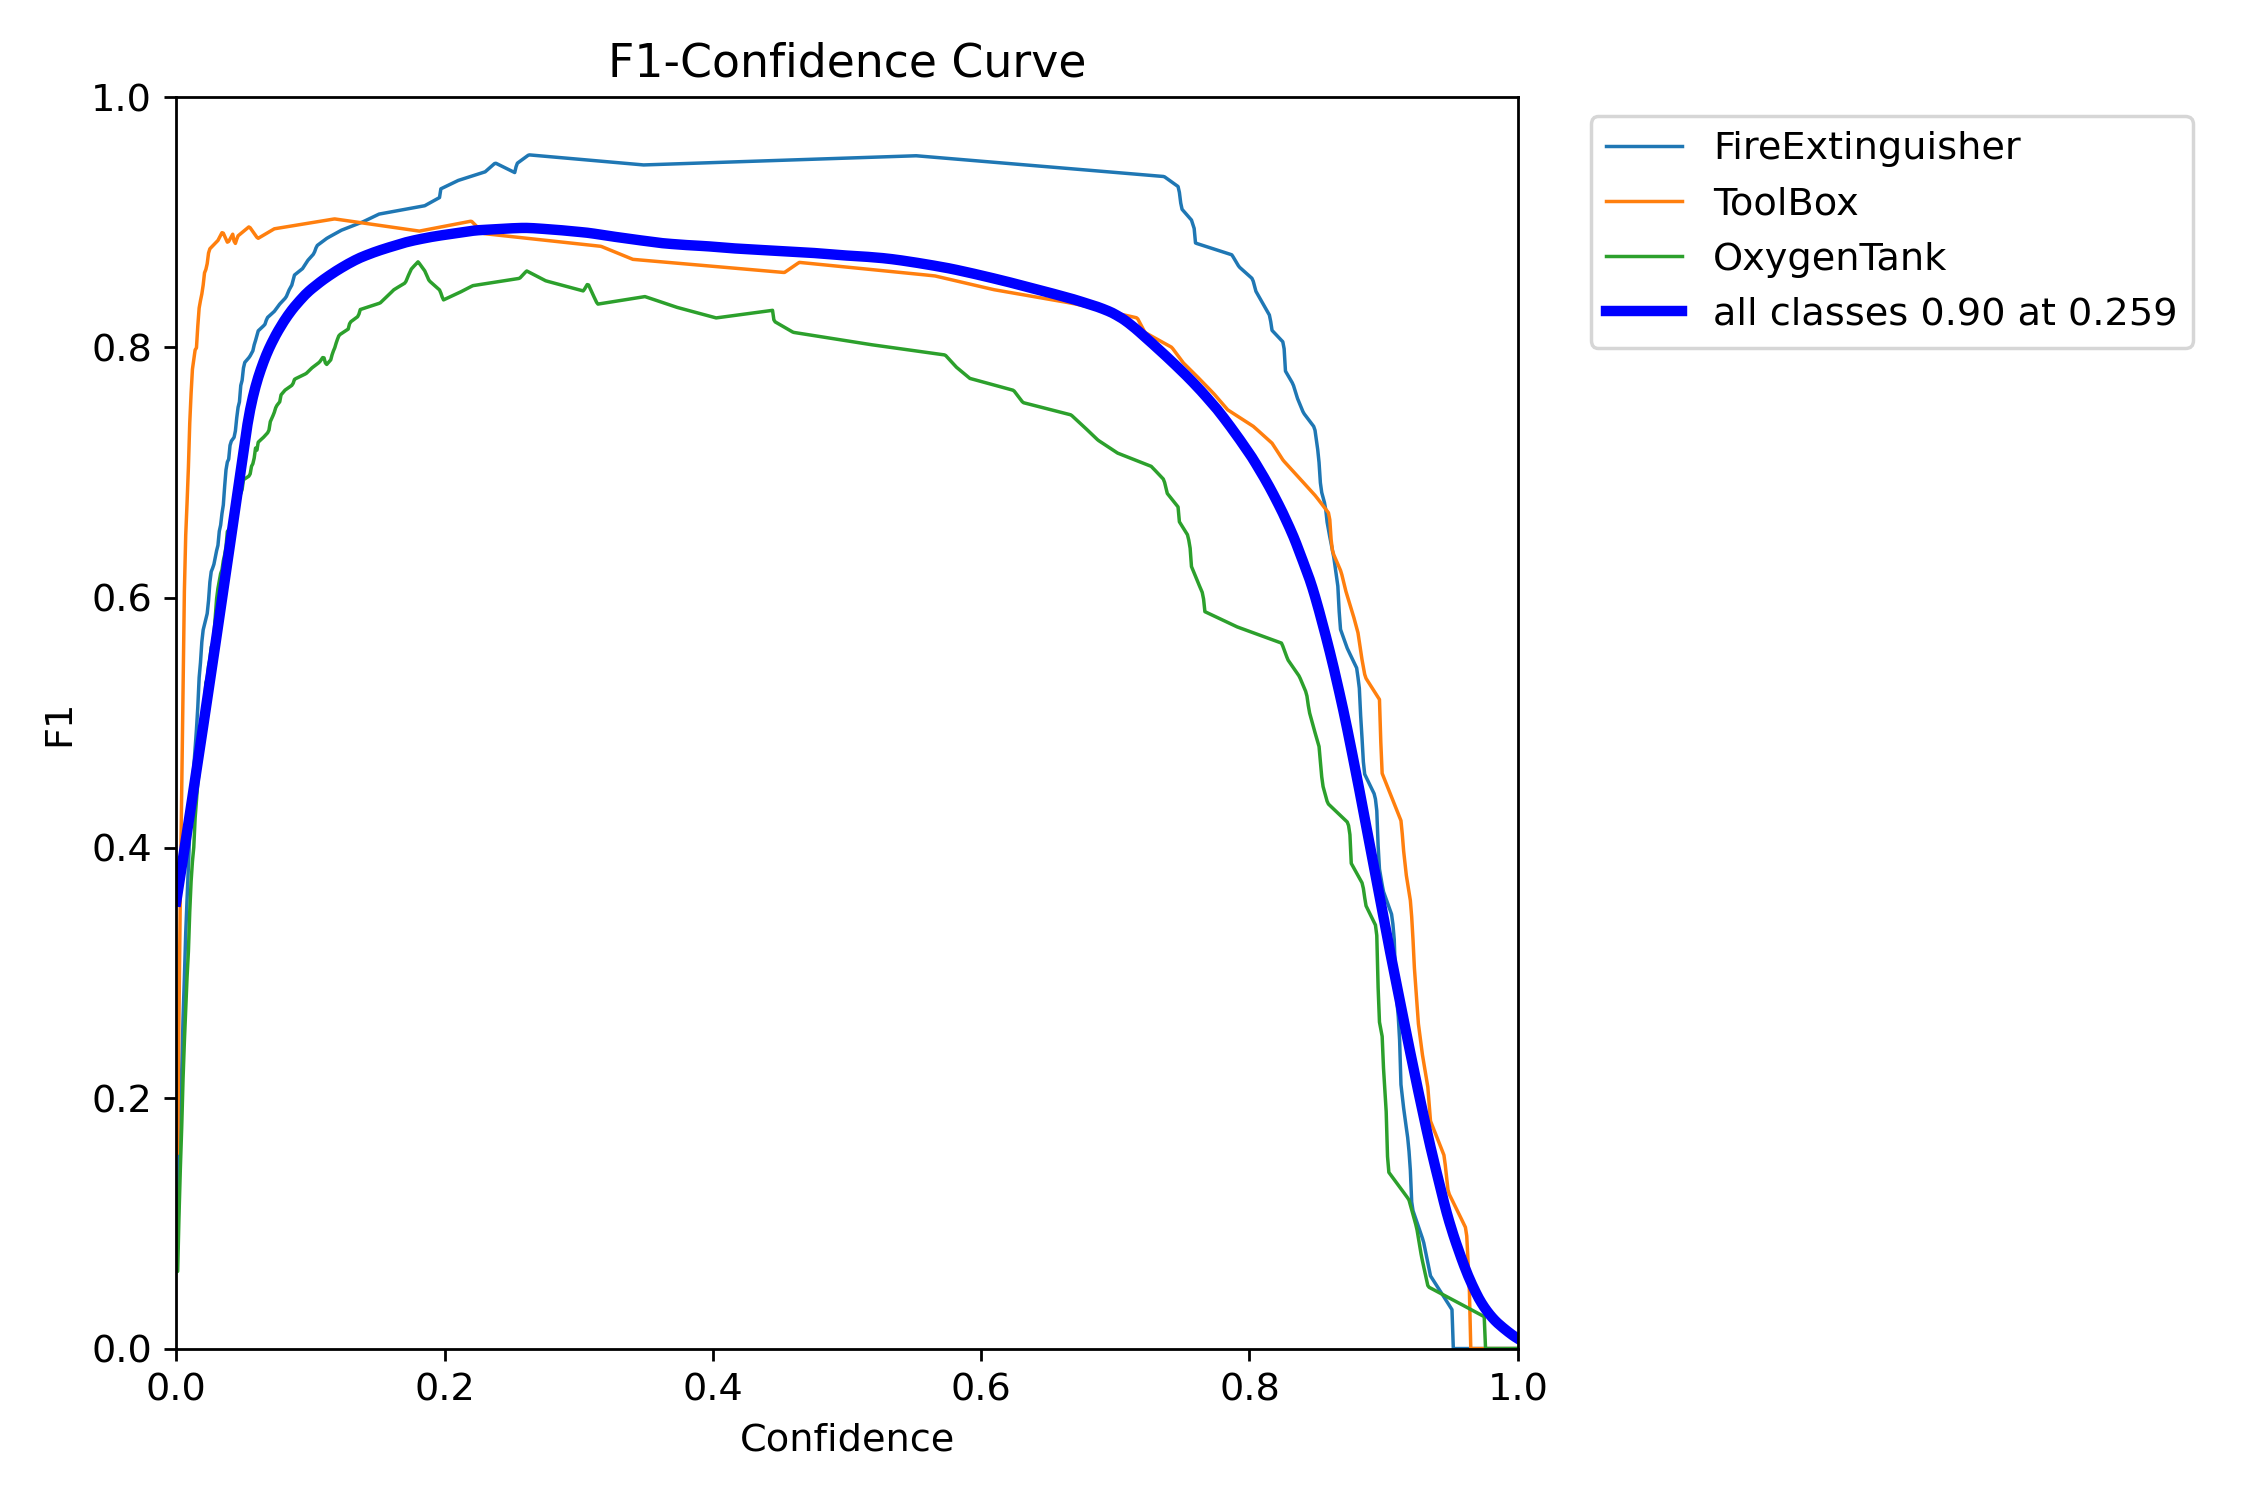 F1-Confidence Curve
FireExtinguisher
ToolBox
OxygenTank
all classes 0.90 at 0.259
1.0
0.8
0.6
0.4
0.2
0.0
F1
0.0 0.2 0.4 0.6 0.8 1.0
Confidence